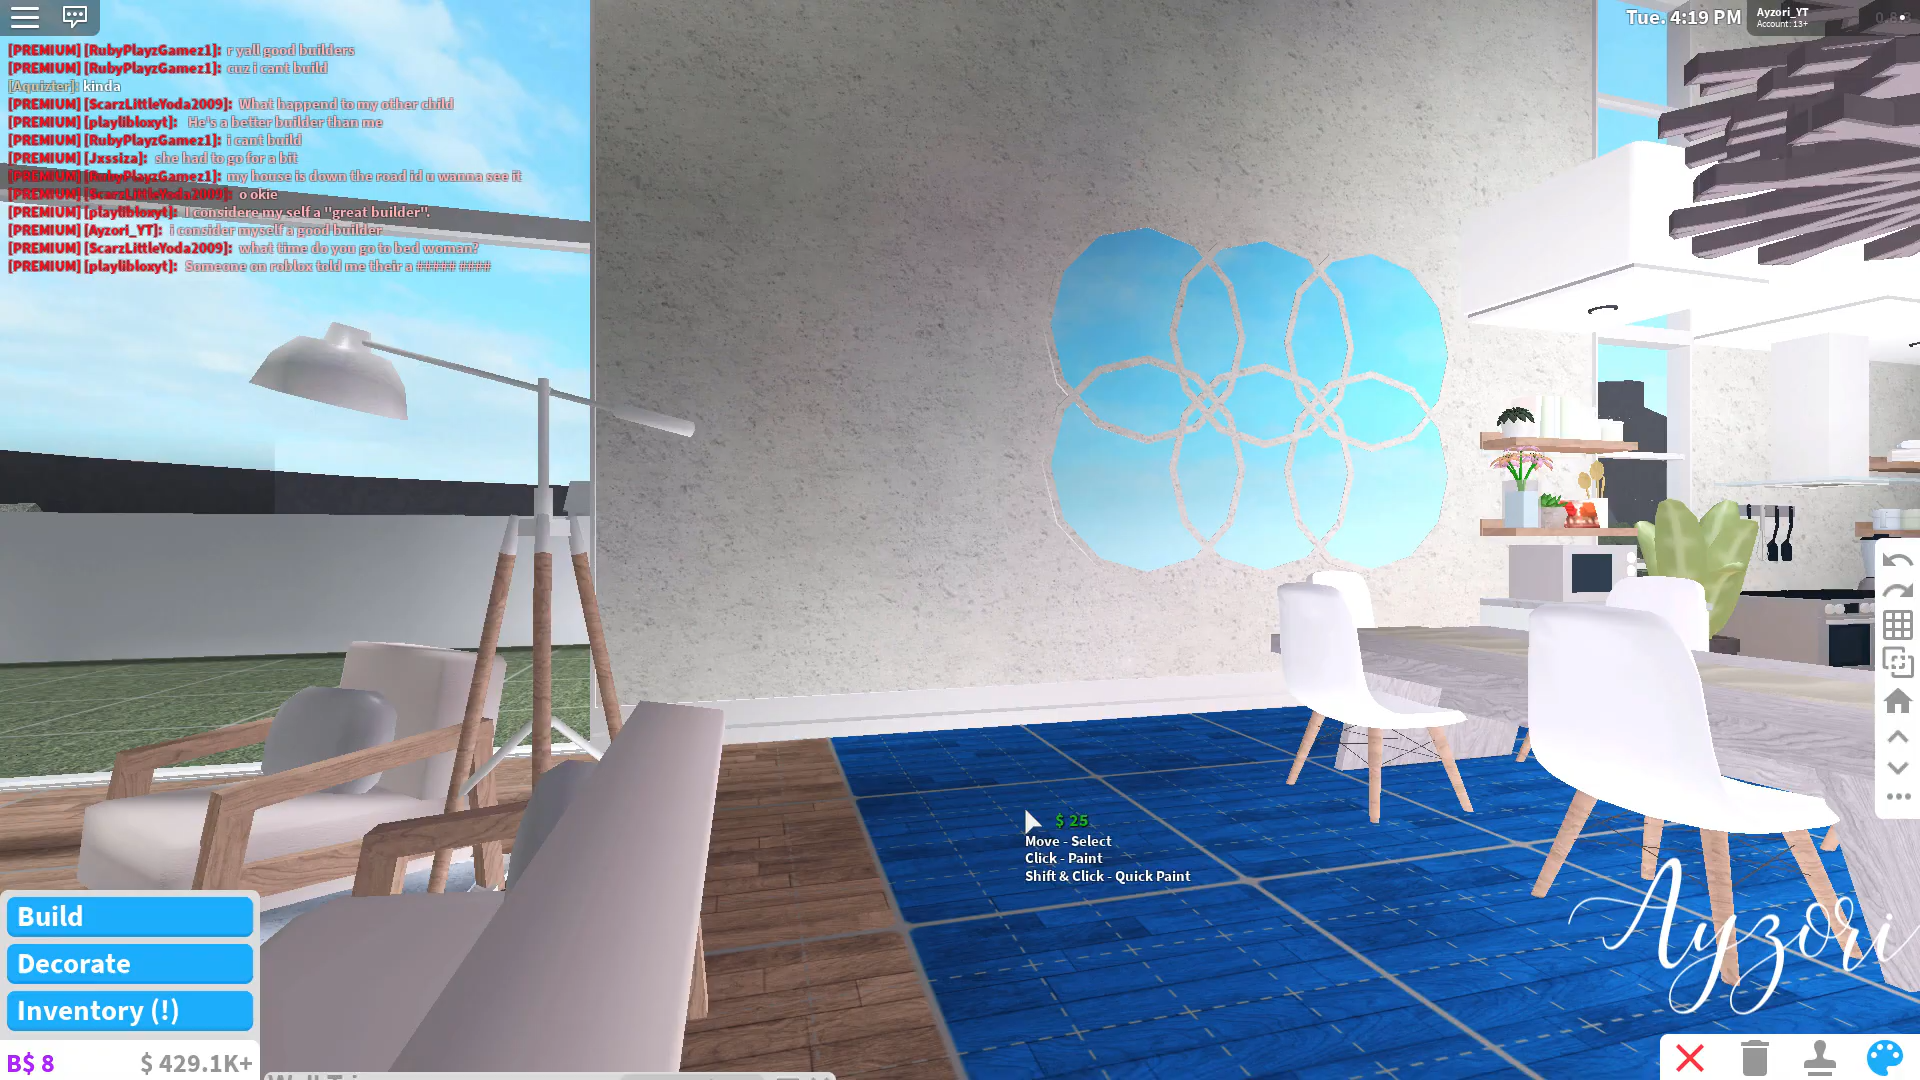 Tue. 4:19 PM
Ayzori_YT
Account: 13+
[PREMIUM] [RubyPlayzGamez1]: r yall good builders
[PREMIUM] [RubyPlayzGamez1]: cuz i cant build
[Aquizter]: kinda
[PREMIUM] [ScarzLittleYoda2009]: What happend to my other child
[PREMIUM] [playlibloxyt]: He's a better builder than me
[PREMIUM] [RubyPlayzGamez1]: i cant build
[PREMIUM] [Jxssiza]: she had to go for a bit
[PREMIUM] [RubyPlayzGamez1]: my house is down the road id u wanna see it
[PREMIUM] [ScarzLittleYoda2009]: o okie
[PREMIUM] [playlibloxyt]: I considere my self a "great builder".
[PREMIUM] [Ayzori_YT]: i consider myself a good builder
[PREMIUM] [ScarzLittleYoda2009]: what time do you go to bed woman?
[PREMIUM] [playlibloxyt]: Someone on roblox told me their a ##### ####
$ 25
Move - Select
Click - Paint
Shift & Click - Quick Paint
Build
Decorate
Inventory (!)
B$ 8
$ 429.1K+
Ayzori